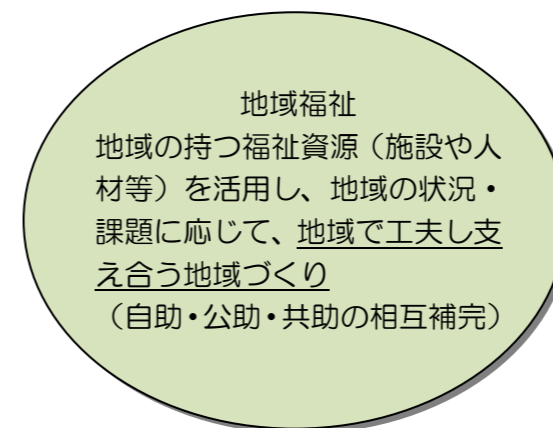 地域福祉
地域の持つ福祉資源（施設や人
材等）を活用し、地域の状況・
課題に応じて、地域で工夫し支
え合う地域づくり
（自助・公助・共助の相互補完）